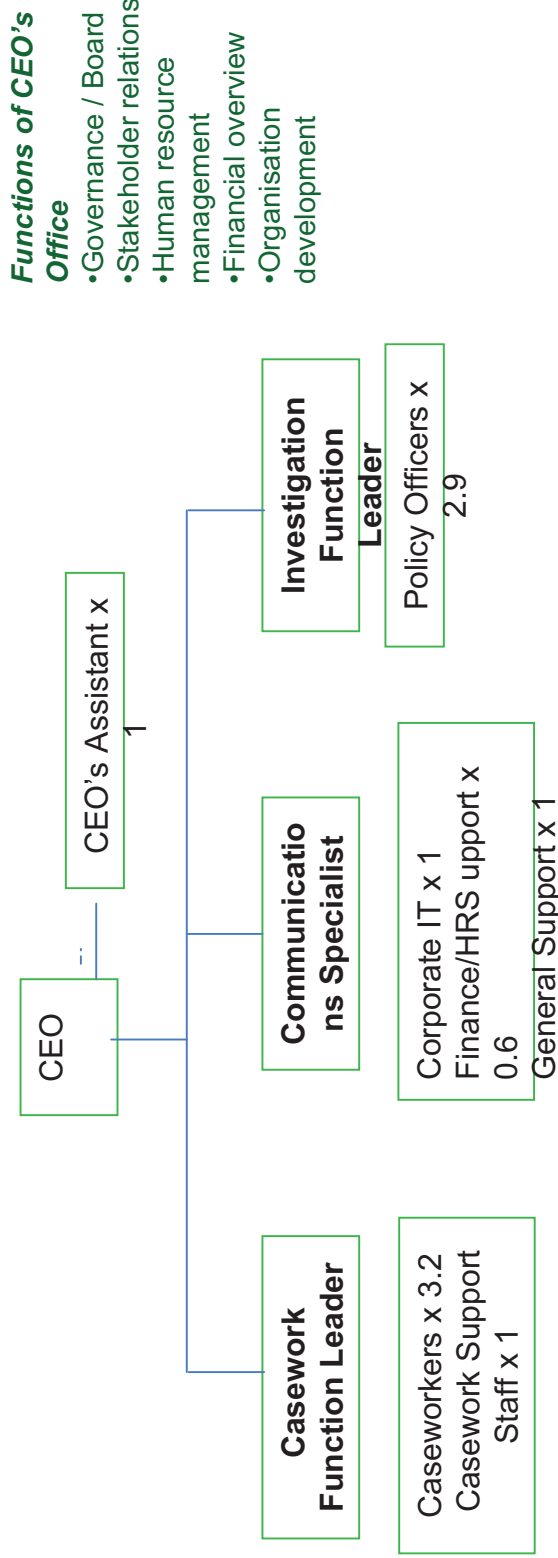 Functions of CEO's
Office
•Governance / Board
•Stakeholder relations
•Human resource
management
•Financial overview
•Organisation
development
CEO
CEO's Assistant x
1
Casework
Function Leader
Communicatio
ns Specialist
Investigation
Function
Leader
Caseworkers x 3.2
Casework Support
Staff x 1
Corporate IT x 1
Finance/HRS upport x
0.6
General Support x 1
Policy Officers x
2.9